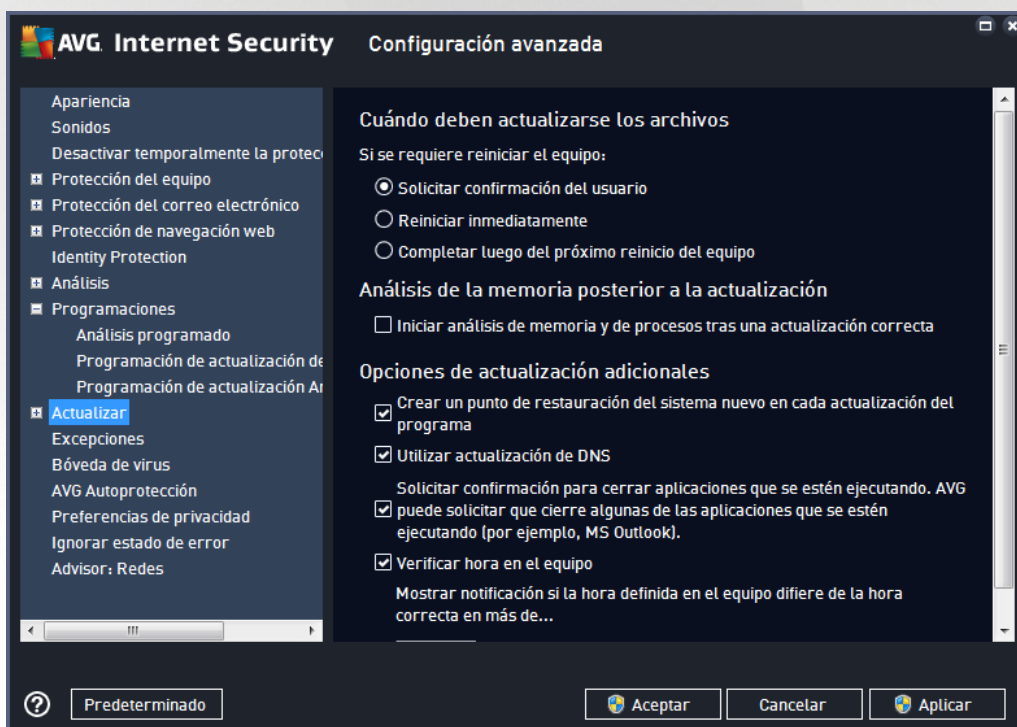 AVG. Internet Security
Configuración avanzada
Apariencia
Sonidos
Desactivar temporalmente la protec
Protección del equipo
Protección del correo electrónico
Protección de navegación web
Identity Protection
Análisis
Programaciones
Análisis programado
Programación de actualización de
Programación de actualización
Actualizar
Excepciones
Bóveda de virus
AVG Autoprotección
Preferencias de privacidad
Ignorar estado de error
Advisor: Redes
Cuándo deben actualizarse los archivos
Si se requiere reiniciar el equipo:
Solicitar confirmación del usuario
Reiniciar inmediatamente
Completar luego del próximo reinicio del equipo
Análisis de la memoria posterior a la actualización
Iniciar análisis de memoria y de procesos tras una actualización correcta
Opciones de actualización adicionales
Crear un punto de restauración del sistema nuevo en cada actualización del
programa
Utilizar actualización de DNS
Solicitar confirmación para cerrar aplicaciones que se estén ejecutando. AVG
puede solicitar que cierre algunas de las aplicaciones que se estén
ejecutando (por ejemplo, MS Outlook).
Verificar hora en el equipo
Mostrar notificación si la hora definida en el equipo difiere de la hora
correcta en más de...
Predeterminado
Aceptar
Cancelar
Aplicar